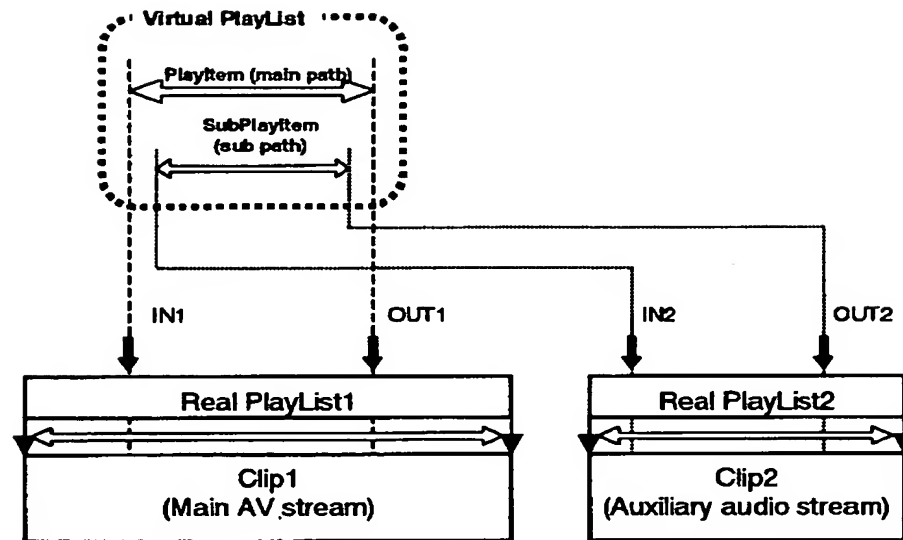 Virtual PlayList
PlayItem (main path)
SubPlayItem
(sub path)
IN1
OUT1
IN2
OUT2
Real PlayList1
Real PlayList2
Clip1
(Main AV stream)
Clip2
(Auxiliary audio stream)